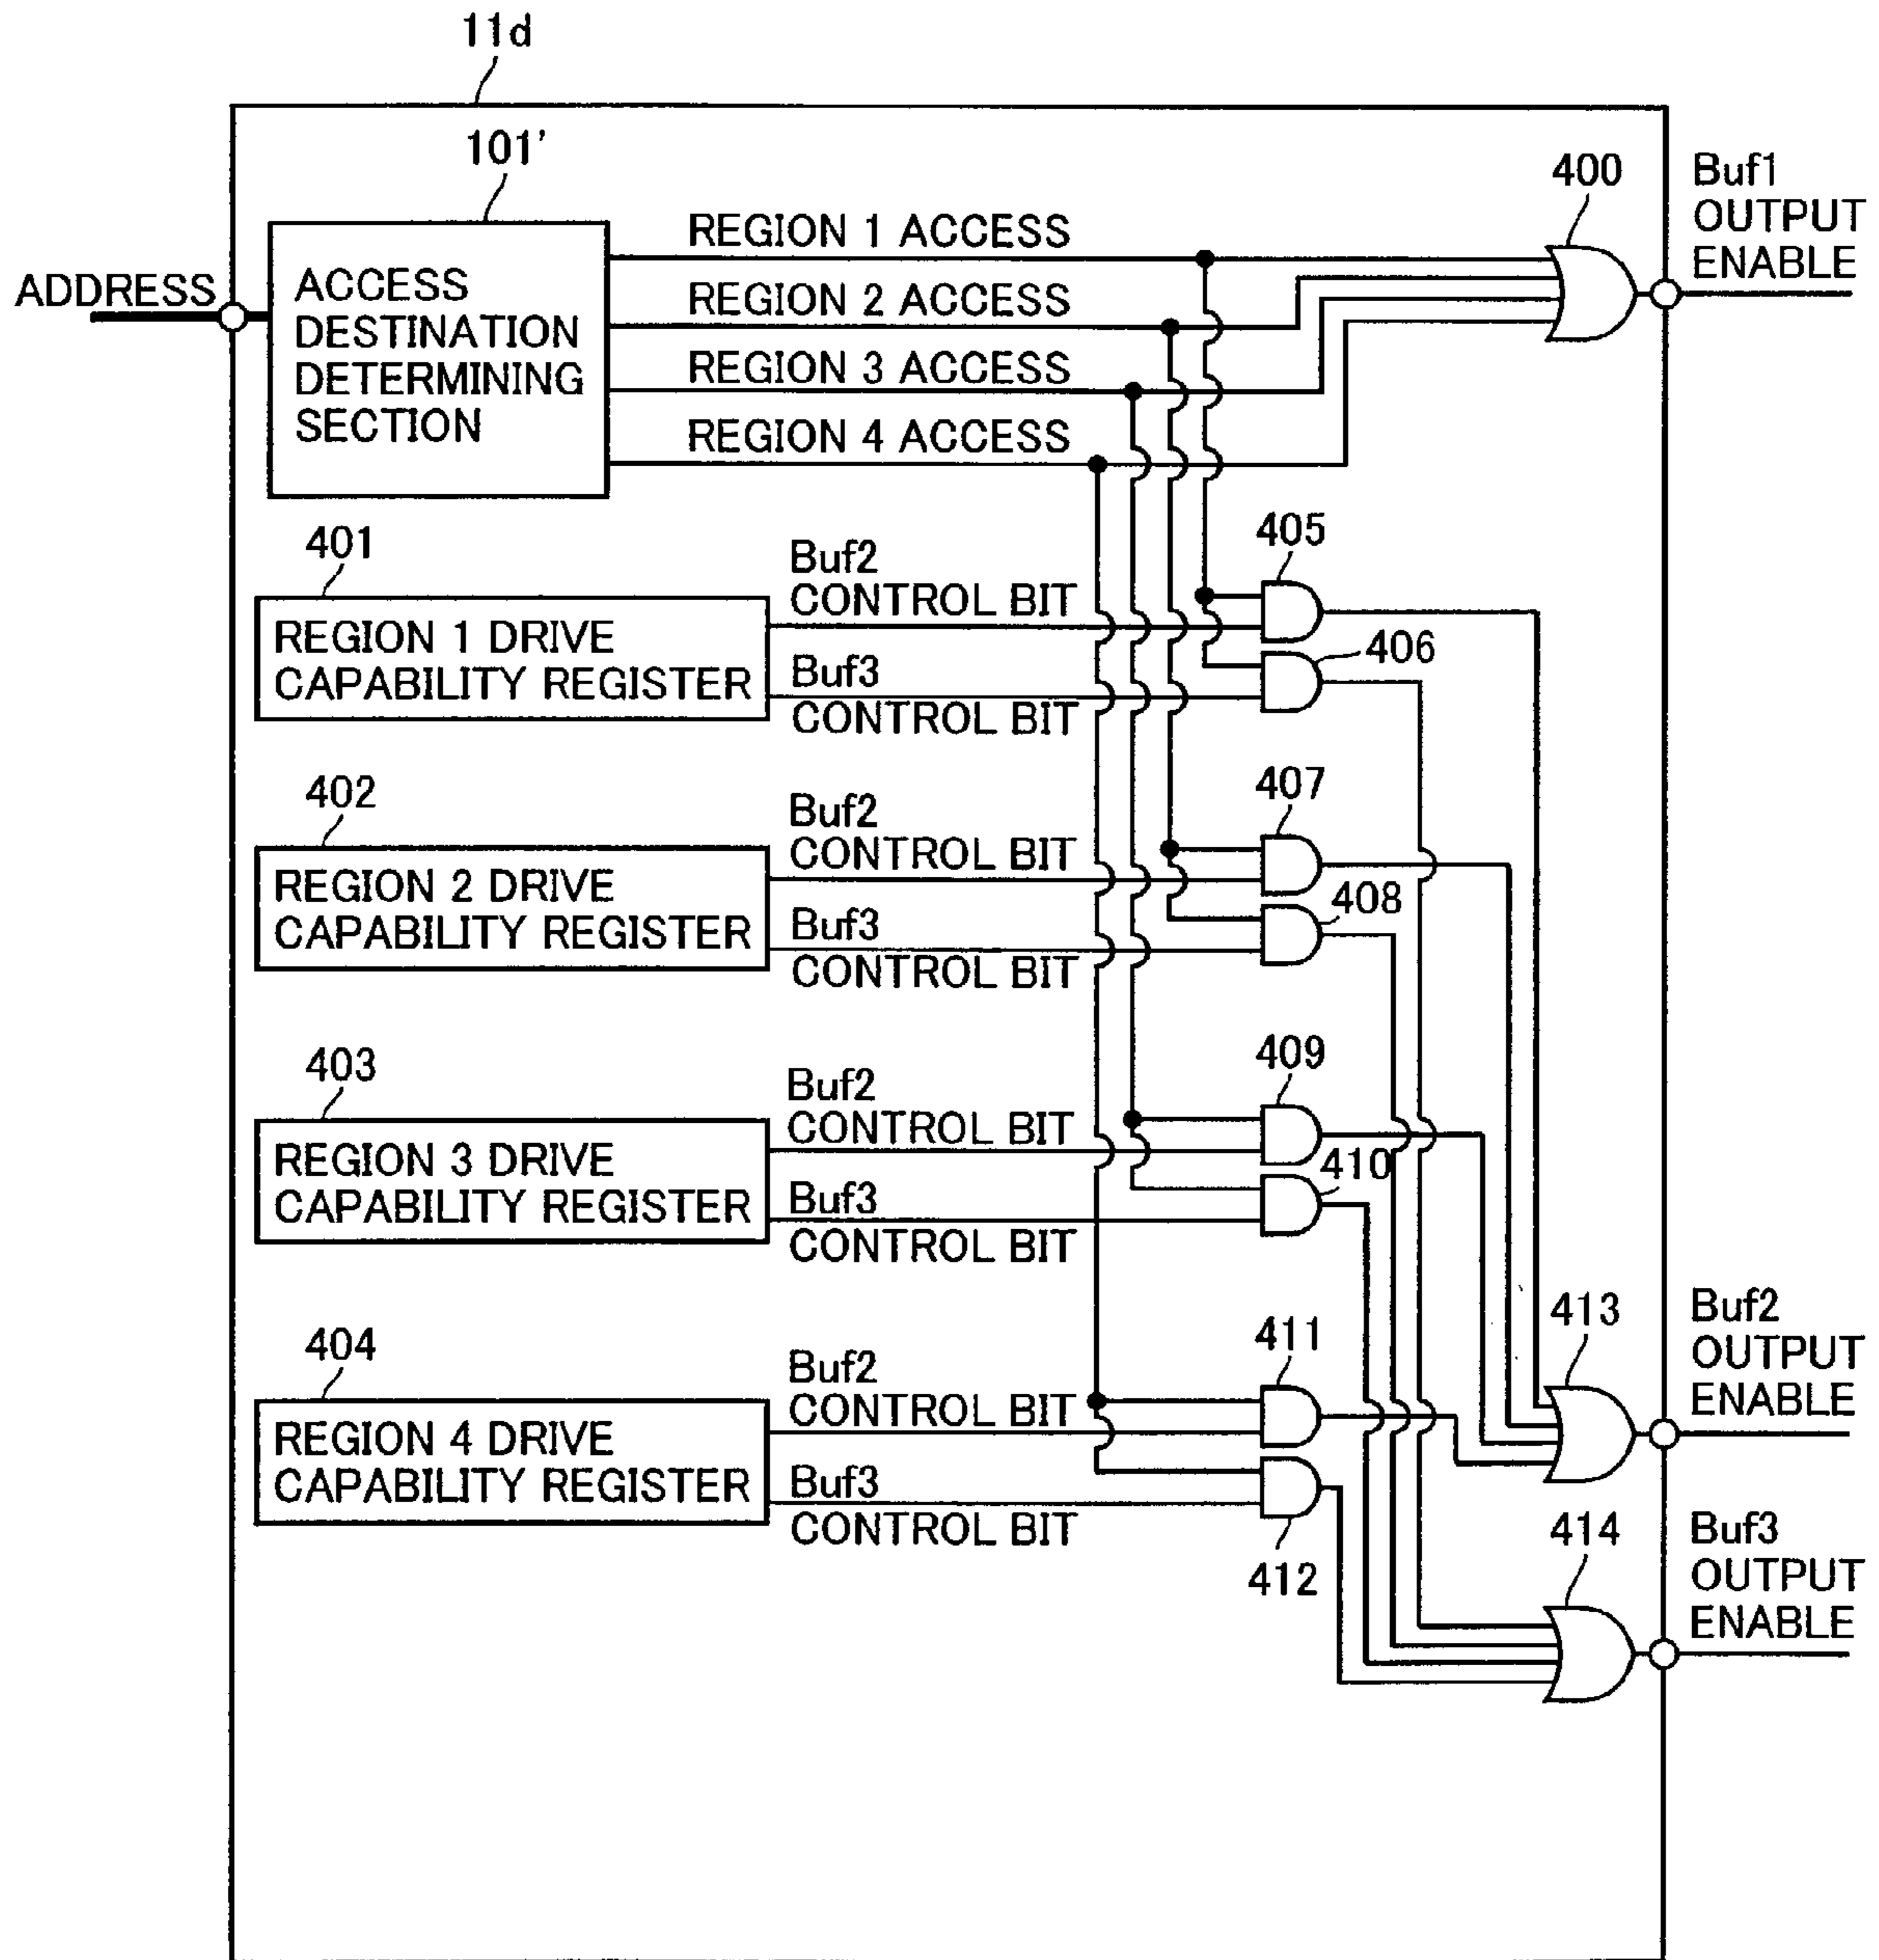 11d
101'
400
Buf1
OUTPUT
ENABLE
ADDRESS
ACCESS
DESTINATION
DETERMINING
SECTION
REGION 1 ACCESS
REGION 2 ACCESS
REGION 3 ACCESS
REGION 4 ACCESS
401
REGION 1 DRIVE
CAPABILITY REGISTER
Buf2
CONTROL BIT
Buf3
CONTROL BIT
405
406
402
REGION 2 DRIVE
CAPABILITY REGISTER
Buf2
CONTROL BIT
Buf3
CONTROL BIT
407
408
403
REGION 3 DRIVE
CAPABILITY REGISTER
Buf2
CONTROL BIT
Buf3
CONTROL BIT
409
410
404
REGION 4 DRIVE
CAPABILITY REGISTER
Buf2
CONTROL BIT
Buf3
CONTROL BIT
411
412
413
Buf2
OUTPUT
ENABLE
414
Buf3
OUTPUT
ENABLE